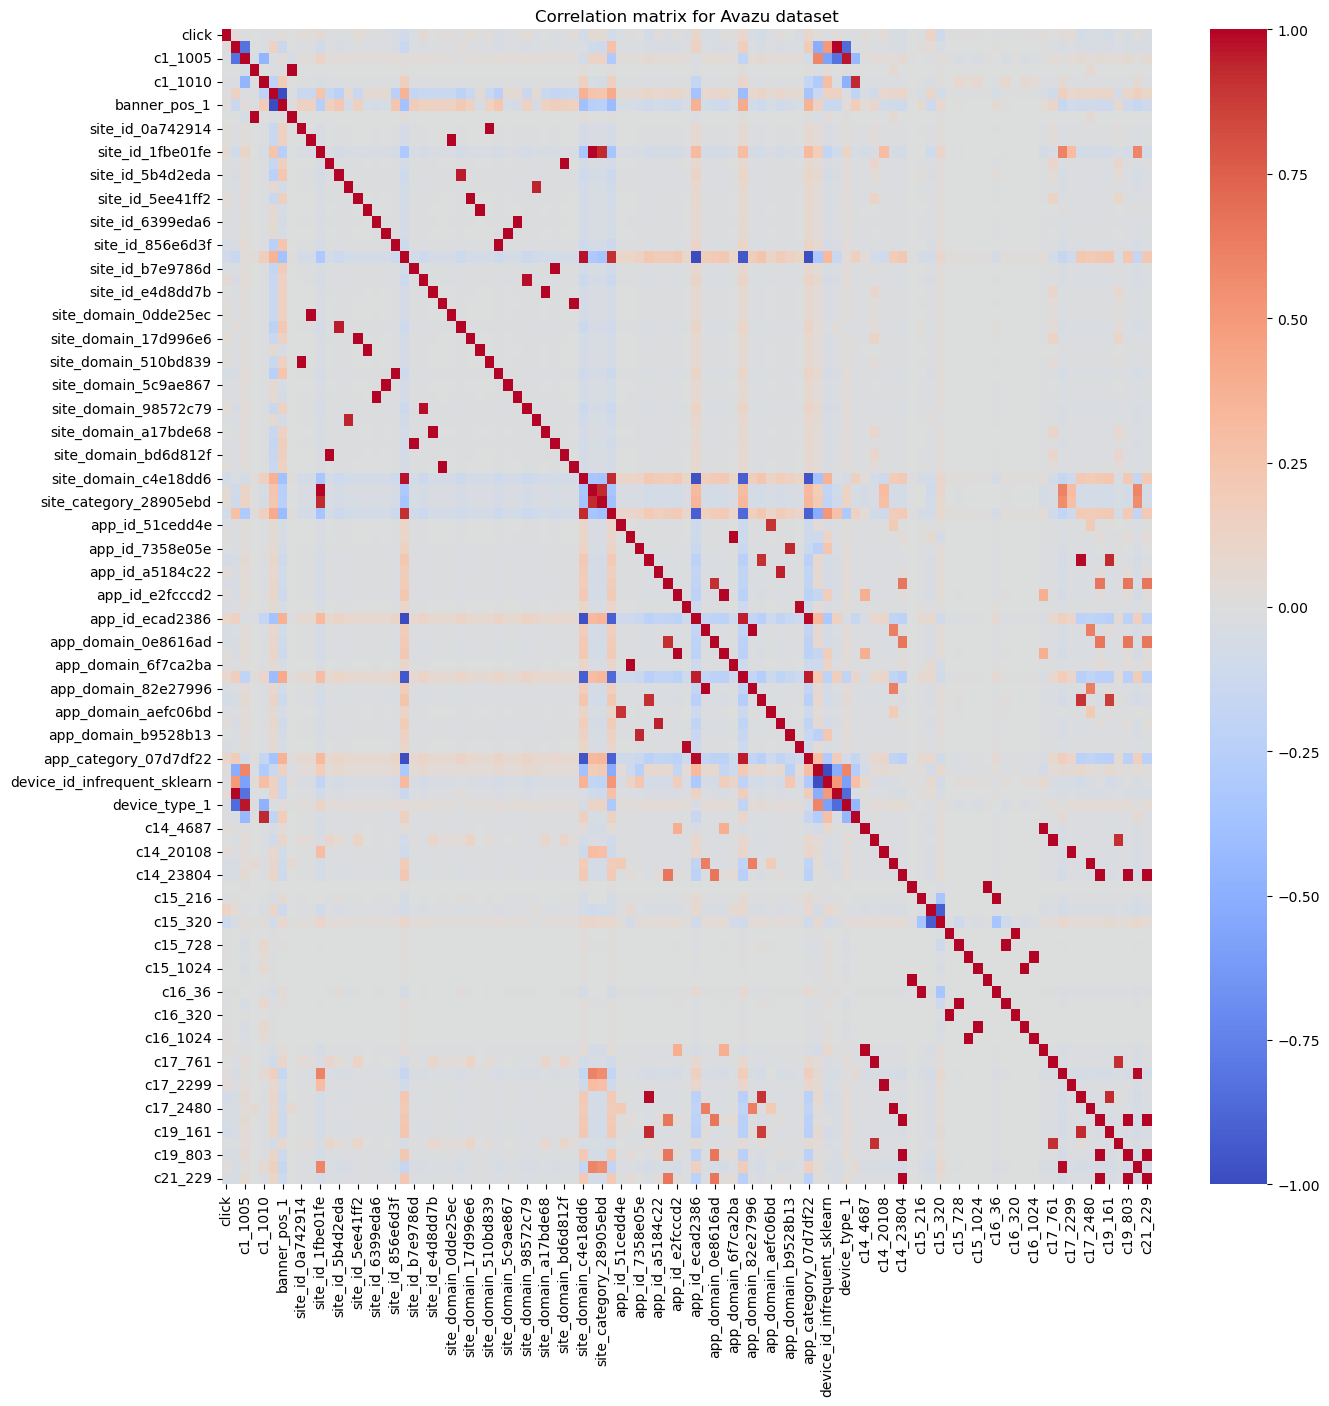 Correlation matrix for Avazu dataset
click
c1_1005
c1_1010
banner_pos_1
site_id_0a742914
site_id_1fbe01fe
site_id_5b4d2eda
site_id_5ee41ff2
site_id_6399eda6
site_id_856e6d3f
site_id_b7e9786d
site_id_e4d8dd7b
site_domain_0dde25ec
site_domain_17d996e6
site_domain_510bd839
site_domain_5c9ae867
site_domain_98572c79
site_domain_a17bde68
site_domain_bd6d812f
site_domain_c4e18dd6
site_category_28905ebd
app_id_51cedd4e
app_id_7358e05e
app_id_a5184c22
app_id_e2fcccd2
app_id_ecad2386
app_domain_0e8616ad
app_domain_6f7ca2ba
app_domain_82e27996
app_domain_aefc06bd
app_domain_b9528b13
app_category_07d7df22
device_id_infrequent_sklearn
device_type_1
c14_4687
c14_20108
c14_23804
c15_216
c15_320
c15_728
c15_1024
c16_36
c16_320
c16_1024
c17_761
c17_2299
c17_2480
c19_161
c19_803
c21_229
click
c1_1005
c1_1010
banner_pos_1
site_id_0a742914
site_id_1fbe01fe
site_id_5b4d2eda
site_id_5ee41ff2
site_id_6399eda6
site_id_856e6d3f
site_id_b7e9786d
site_id_e4d8dd7b
site_domain_0dde25ec
site_domain_17d996e6
site_domain_510bd839
site_domain_5c9ae867
site_domain_98572c79
site_domain_a17bde68
site_domain_bd6d812f
site_domain_c4e18dd6
site_category_28905ebd
app_id_51cedd4e
app_id_7358e05e
app_id_a5184c22
app_id_e2fcccd2
app_id_ecad2386
app_domain_0e8616ad
app_domain_6f7ca2ba
app_domain_82e27996
app_domain_aefc06bd
app_domain_b9528b13
app_category_07d7df22
device_id_infrequent_sklearn
device_type_1
c14_4687
c14_20108
c14_23804
c15_216
c15_320
c15_728
c15_1024
c16_36
c16_320
c16_1024
c17_761
c17_2299
c17_2480
c19_161
c19_803
c21_229
1.00
0.75
0.50
0.25
0.00
−0.25
−0.50
−0.75
−1.00